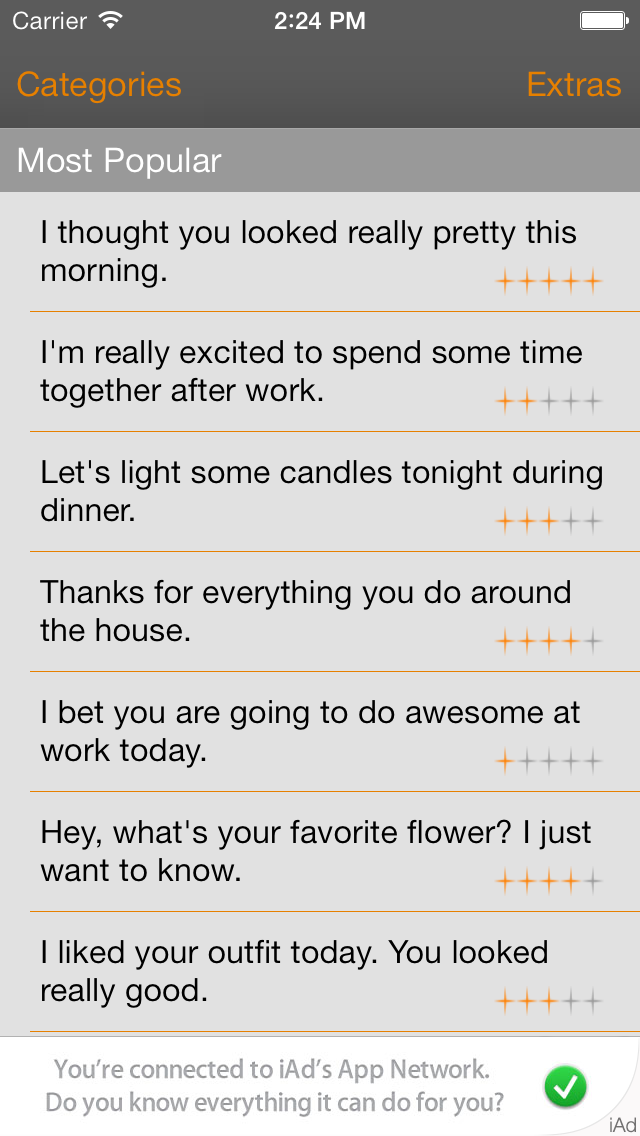 Carrier 2:24 PM
Categories Extras
Most Popular
I thought you looked really pretty this
morning.
I'm really excited to spend some time
together after work.
Let's light some candles tonight during
dinner.
Thanks for everything you do around
the house.
I bet you are going to do awesome at
work today.
Hey, what's your favorite flower? I just
want to know.
I liked your outfit today. You looked
really good.
You’re connected to iAd’s App Network.
Do you know everything it can do for you?
iAd